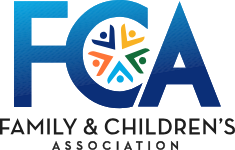 FCA
FAMILY & CHILDREN'S
ASSOCIATION